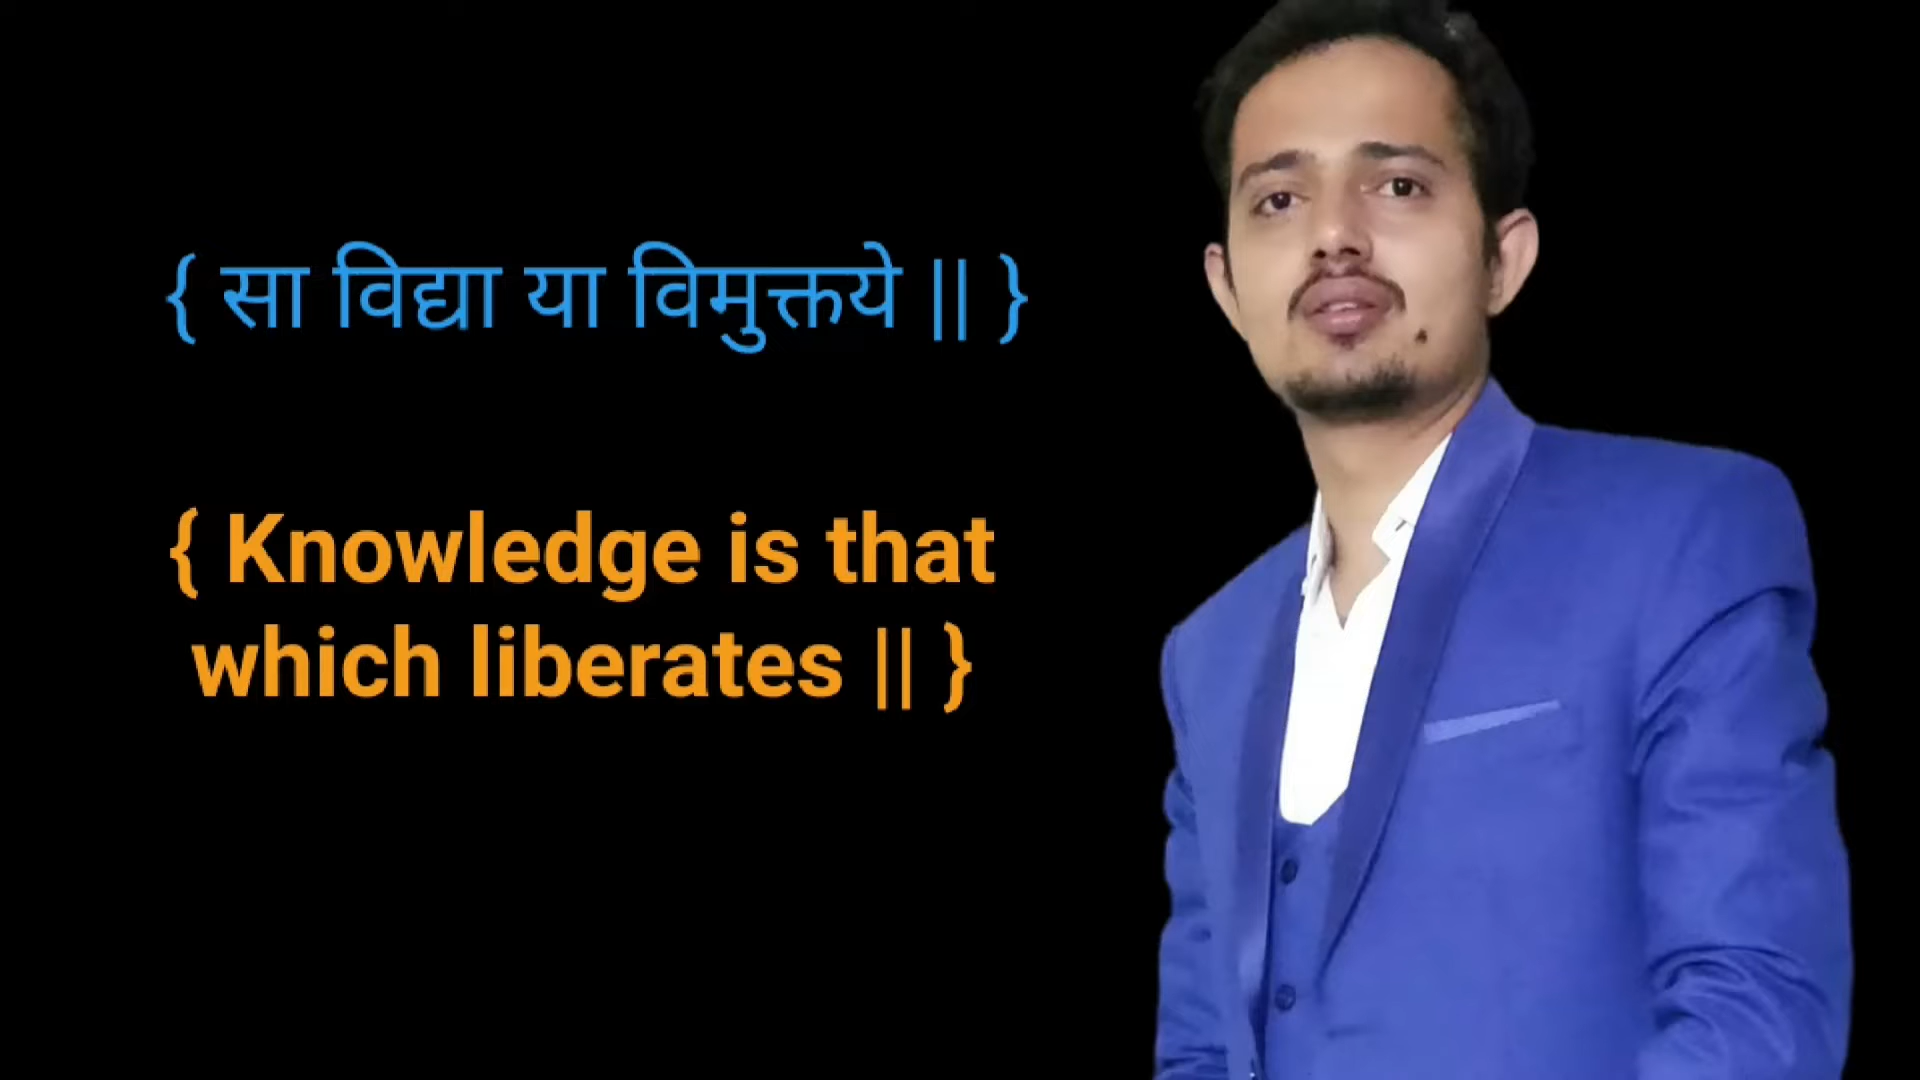 { सा विद्या या विमुक्तये || }
{ Knowledge is that
which liberates || }